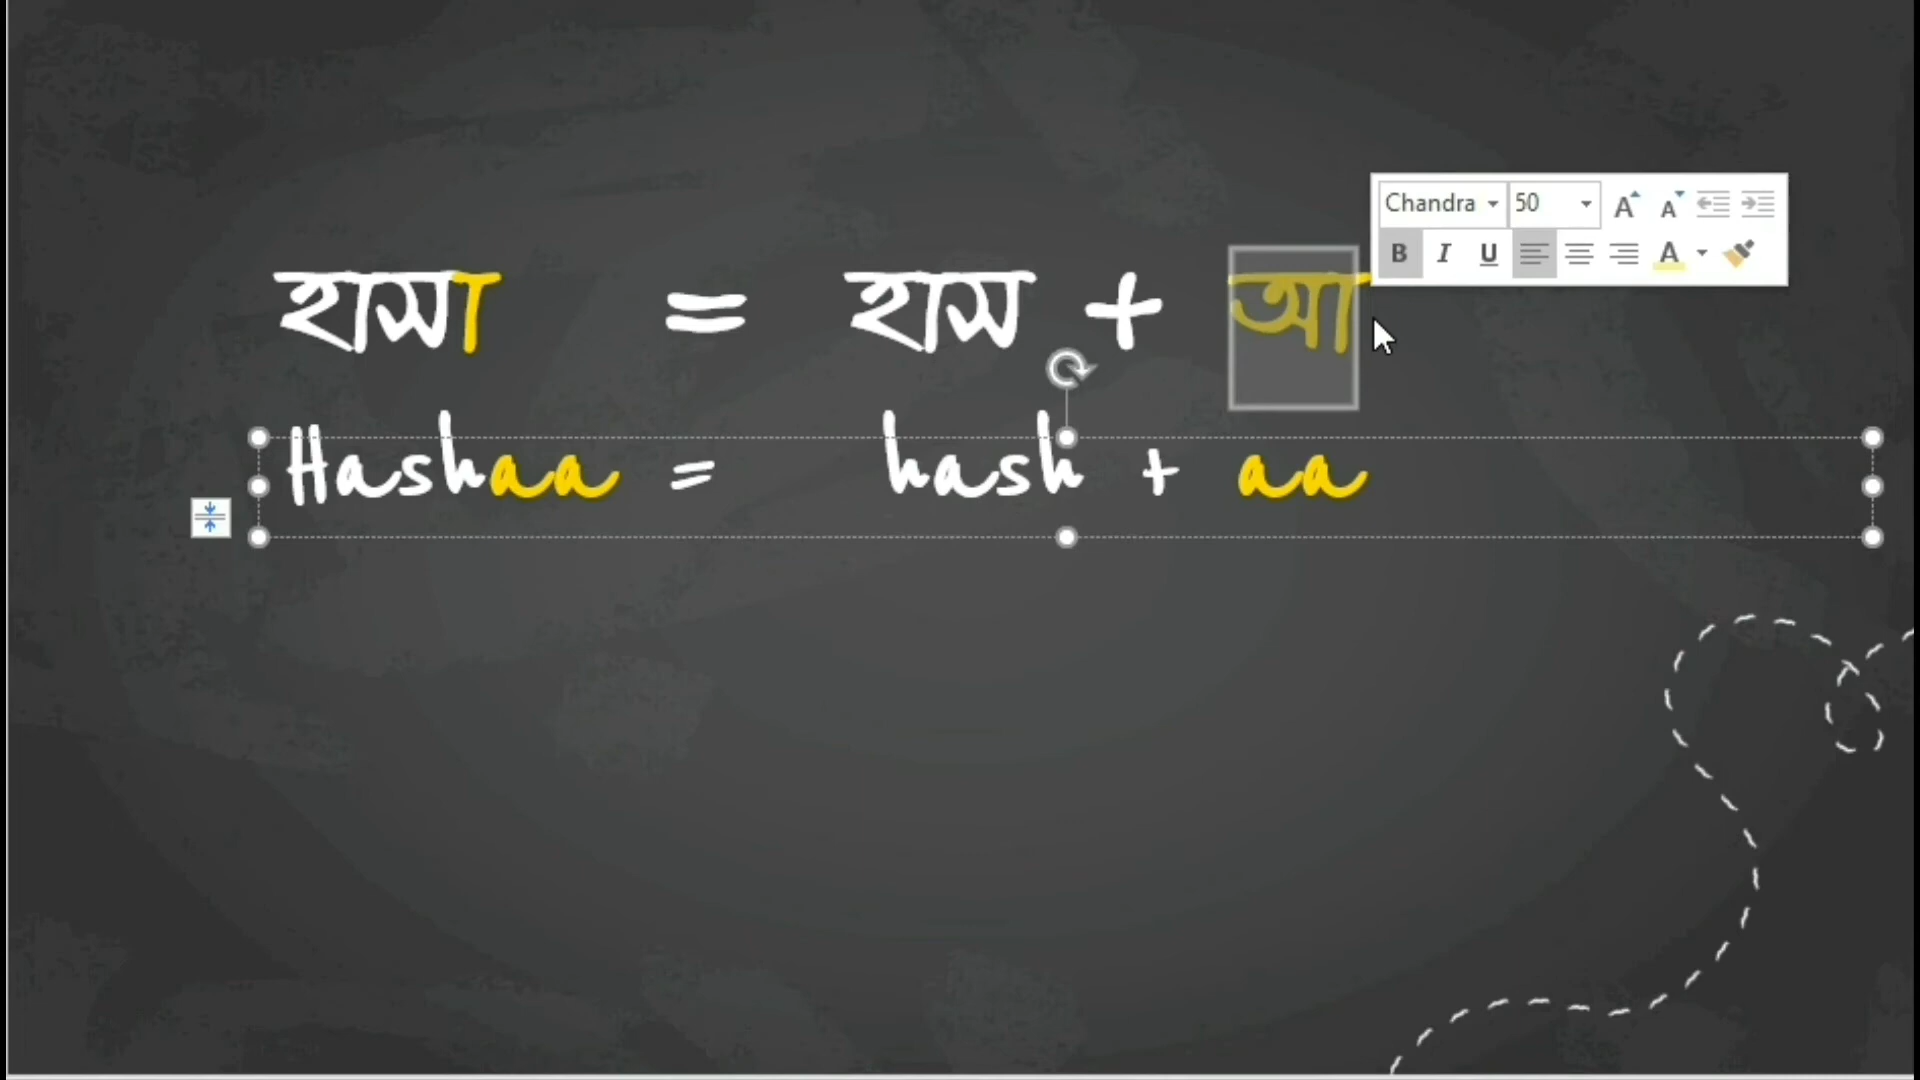 Chandra 50
B I U A
হাসা = হাস + আ
Hashaa = hash + aa